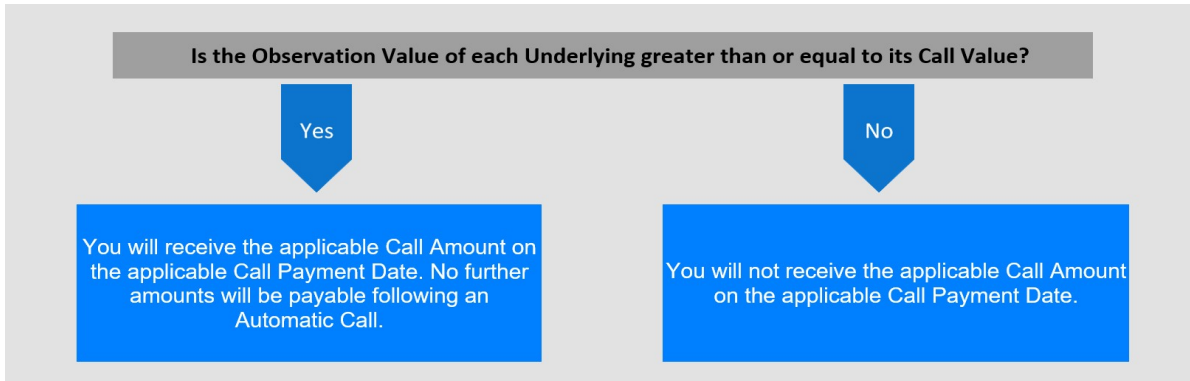 Is the Observation Value of each Underlying greater than or equal to its Call Value?
Yes
No
You will receive the applicable Call Amount on
the applicable Call Payment Date. No further
amounts will be payable following an
Automatic Call.
You will not receive the applicable Call Amount
on the applicable Call Payment Date.